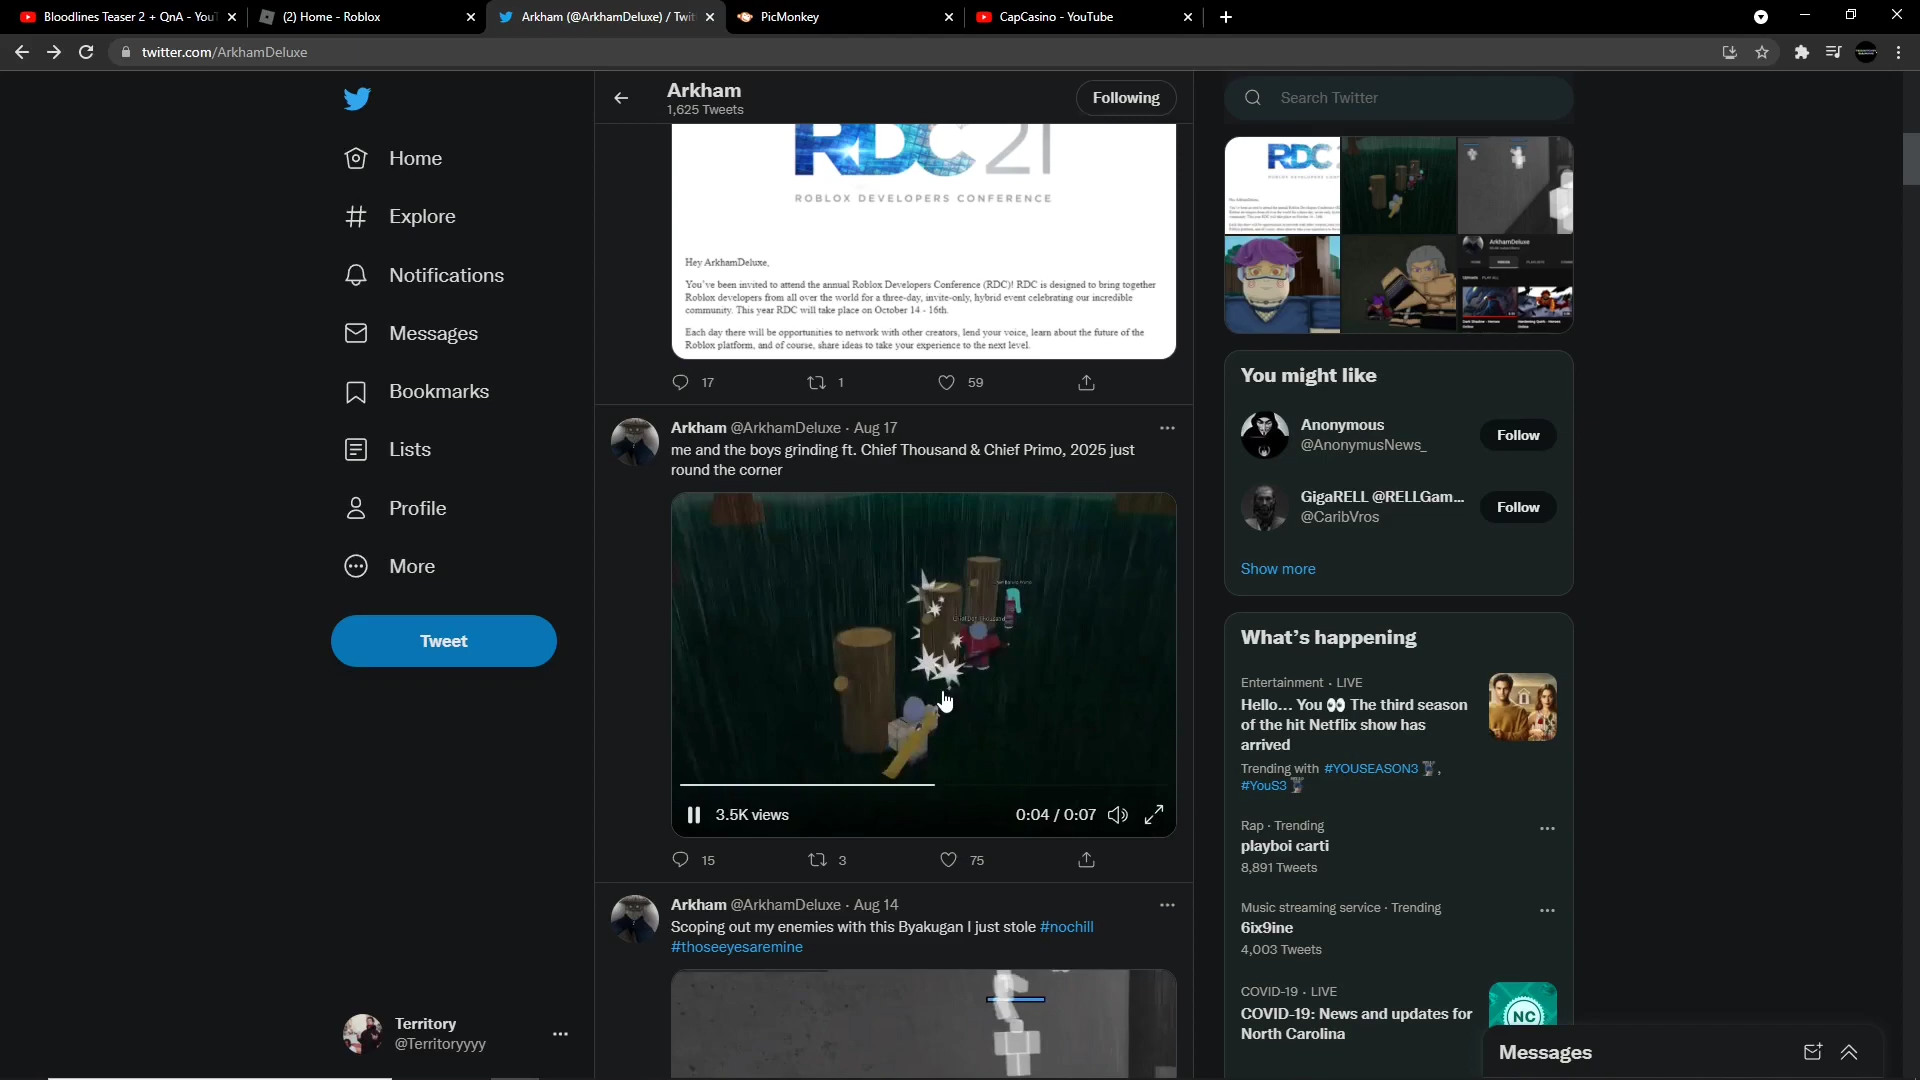 Bloodlines Teaser 2 + QnA - You
(2) Home - Roblox
Arkham (@ArkhamDeluxe) / Twit
PicMonkey
CapCasino - YouTube
twitter.com/ArkhamDeluxe
Home
Explore
Notifications
Messages
Bookmarks
Lists
Profile
More
Tweet
Territory
@Territoryyyy
Arkham
1,625 Tweets
Following
RDC21
ROBLOX DEVELOPERS CONFERENCE
Hey ArkhamDeluxe,
You've been invited to attend the annual Roblox Developers Conference (RDC)! RDC is designed to bring together
Roblox developers from all over the world for a three-day, invite-only, hybrid event celebrating our incredible
community. This year RDC will take place on October 14 - 16th.
Each day there will be opportunities to network with other creators, lend your voice, learn about the future of the
Roblox platform, and of course, share ideas to take your experience to the next level.
17
1
59
Arkham @ArkhamDeluxe · Aug 17
me and the boys grinding ft. Chief Thousand & Chief Primo, 2025 just
round the corner
3.5K views
0:04 / 0:07
15
3
75
Arkham @ArkhamDeluxe · Aug 14
Scoping out my enemies with this Byakugan I just stole #nochill
#thoseeyesaremine
Search Twitter
RDC
ArkhamDeluxe
You might like
Anonymous
@AnonymusNews_
Follow
GigaRELL @RELLGam...
@CaribVros
Follow
Show more
What's happening
Entertainment · LIVE
Hello... You 👀 The third season
of the hit Netflix show has
arrived
Trending with #YOUSEASON3 ,
#YouS3
Rap · Trending
playboi carti
8,891 Tweets
Music streaming service · Trending
6ix9ine
4,003 Tweets
COVID-19 · LIVE
COVID-19: News and updates for
North Carolina
NC
Messages